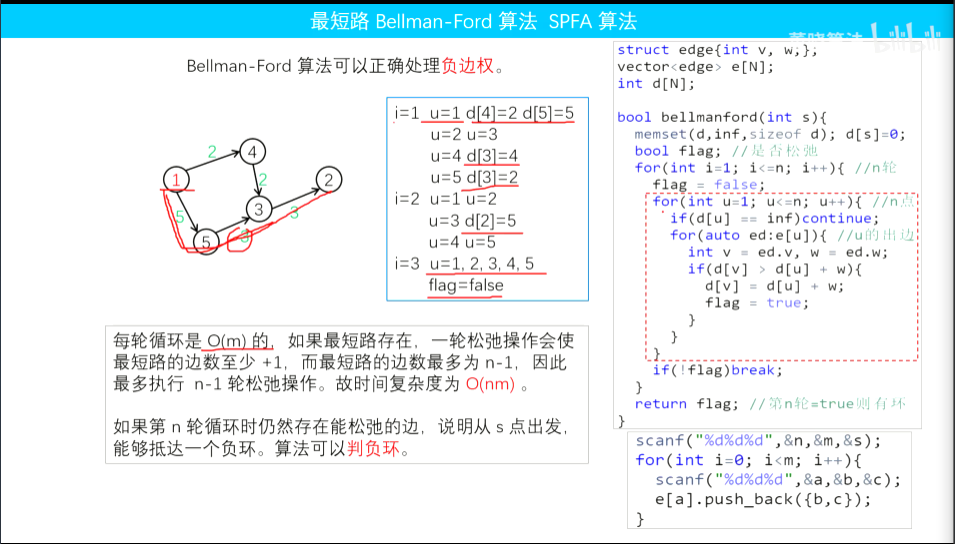 最短路 Bellman-Ford 算法 SPFA 算法
bilibili
Bellman-Ford 算法可以正确处理负边权。
struct edge{int v, w;};
vector<edge> e[N];
int d[N];
bool bellmanford(int s){
memset(d,inf,sizeof d); d[s]=0;
bool flag; //是否松弛
for(int i=1; i<=n; i++){ //n轮
flag = false;
for(int u=1; u<=n; u++){ //n点
if(d[u] == inf)continue;
for(auto ed:e[u]){ //u的出边
int v = ed.v, w = ed.w;
if(d[v] > d[u] + w){
d[v] = d[u] + w;
flag = true;
}
}
}
if(!flag)break;
}
return flag; //第n轮=true则有环
}
scanf("%d%d%d",&n,&m,&s);
for(int i=0; i<m; i++){
scanf("%d%d%d",&a,&b,&c);
e[a].push_back({b,c});
}
i=1 u=1 d[4]=2 d[5]=5
u=2 u=3
u=4 d[3]=4
u=5 d[3]=2
i=2 u=1 u=2
u=3 d[2]=5
u=4 u=5
i=3 u=1, 2, 3, 4, 5
flag=false
2
4
1
2
2
3
3
5
5
每轮循环是 O(m) 的，如果最短路存在，一轮松弛操作会使
最短路的边数至少 +1，而最短路的边数最多为 n-1，因此
最多执行 n-1 轮松弛操作。故时间复杂度为 O(nm) 。
如果第 n 轮循环时仍然存在能松弛的边，说明从 s 点出发，
能够抵达一个负环。算法可以判负环。